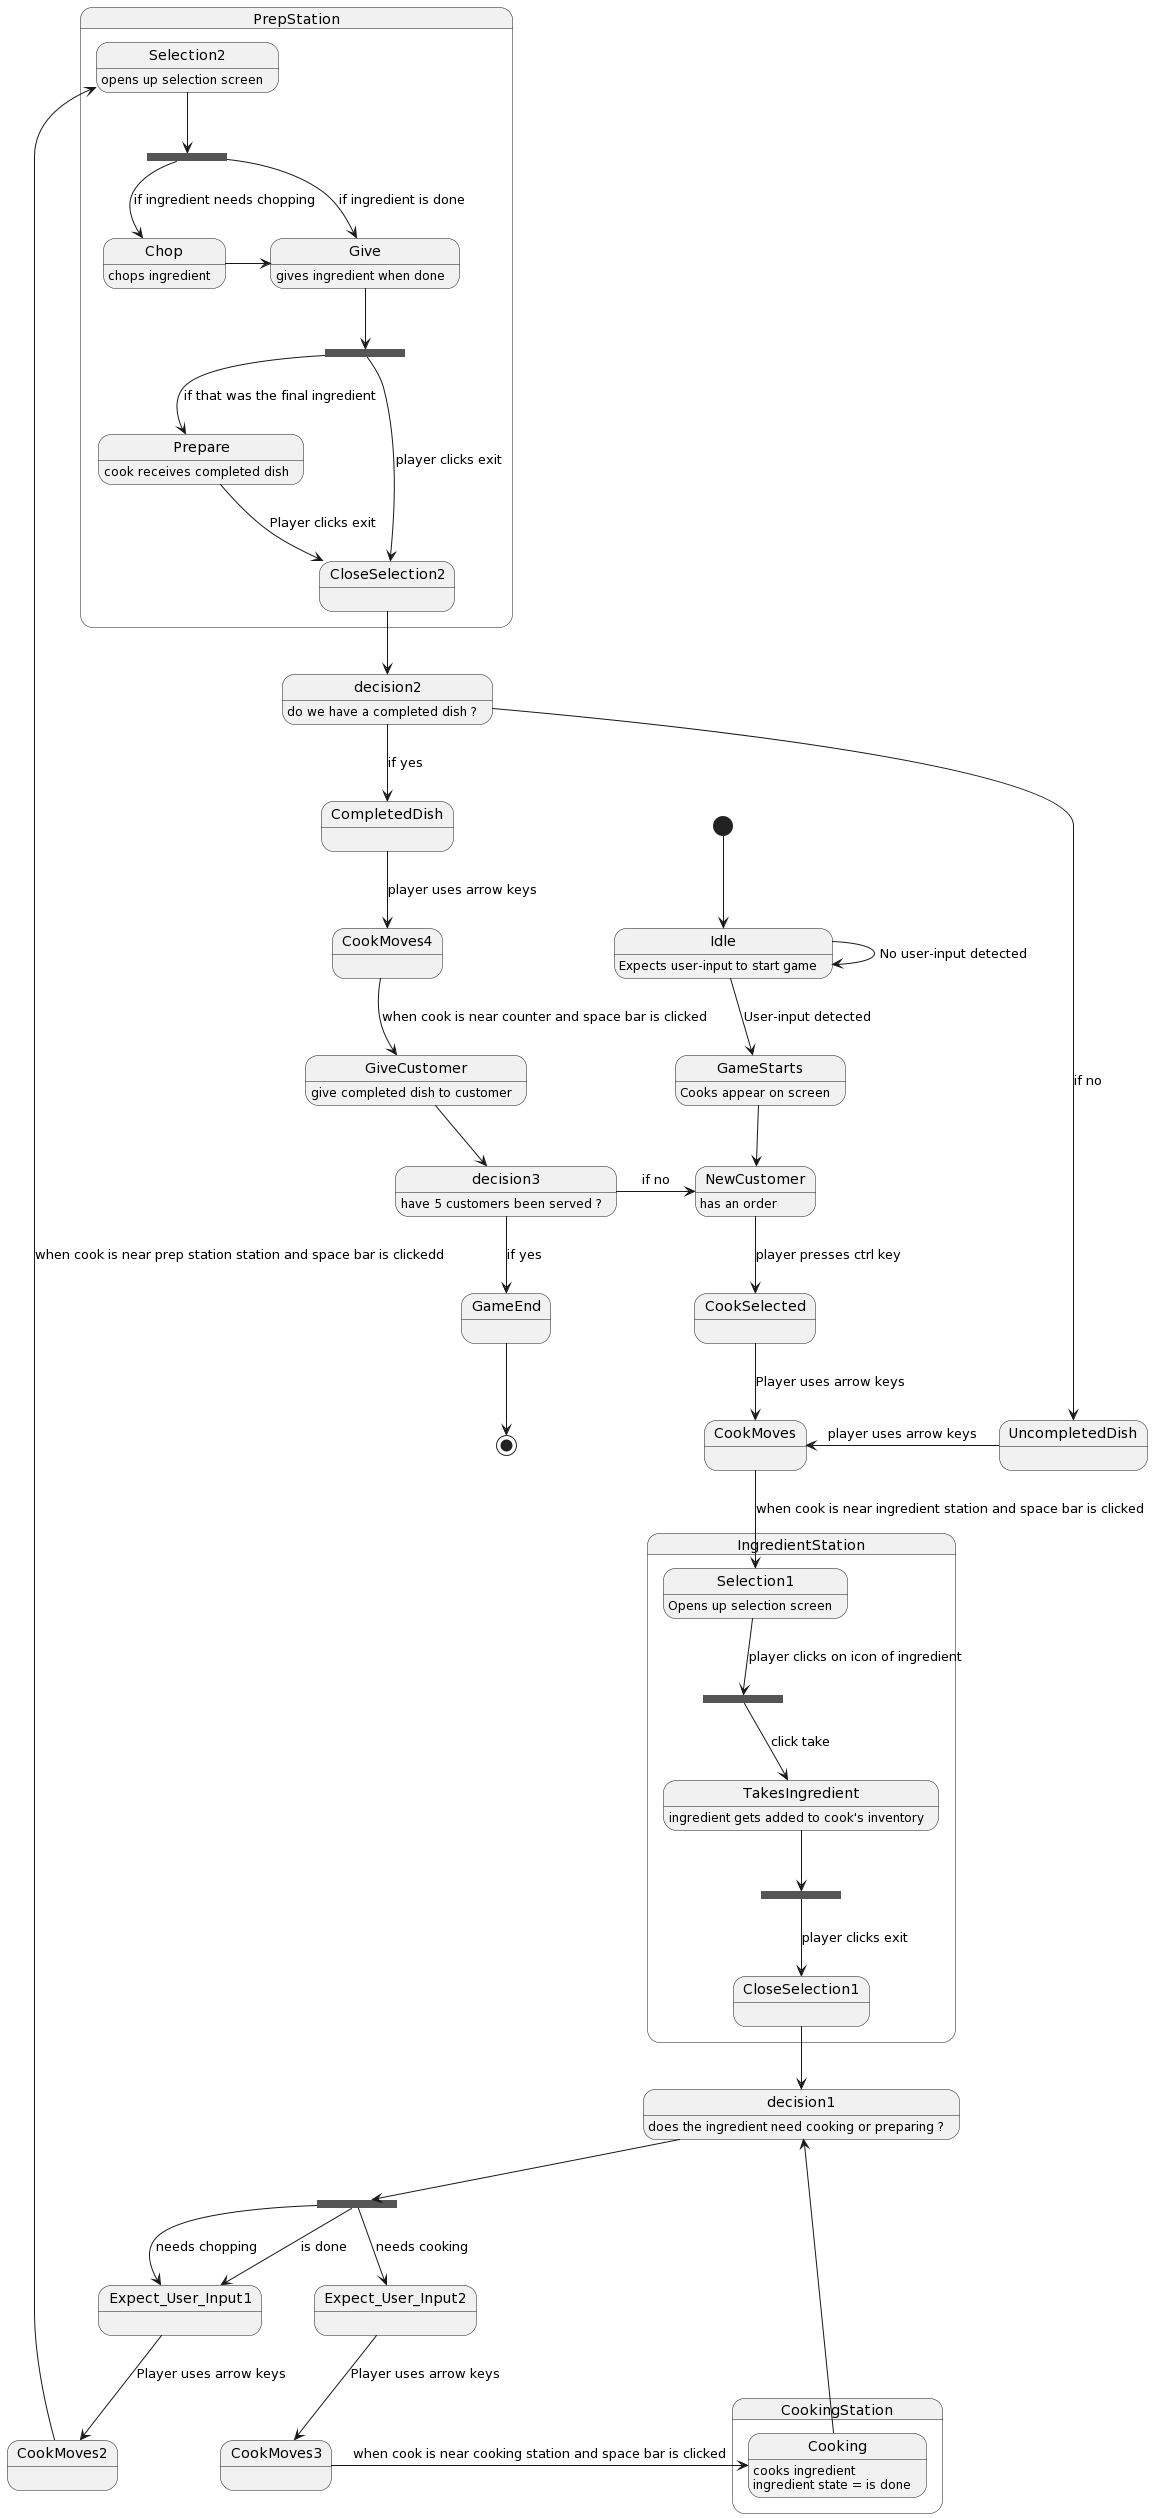 PrepStation
Selection2
opens up selection screen
if ingredient needs chopping
if ingredient is done
Chop
chops ingredient
Give
gives ingredient when done
if that was the final ingredient
Prepare
cook receives completed dish
player clicks exit
Player clicks exit
CloseSelection2
decision2
do we have a completed dish ?
if yes
CompletedDish
player uses arrow keys
CookMoves4
Idle
Expects user-input to start game
No user-input detected
when cook is near counter and space bar is clicked
User-input detected
GiveCustomer
give completed dish to customer
GameStarts
Cooks appear on screen
if no
decision3
have 5 customers been served ?
if no
NewCustomer
has an order
when cook is near prep station station and space bar is clickedd
if yes
player presses ctrl key
GameEnd
CookSelected
Player uses arrow keys
CookMoves
player uses arrow keys
UncompletedDish
when cook is near ingredient station and space bar is clicked
IngredientStation
Selection1
Opens up selection screen
player clicks on icon of ingredient
click take
TakesIngredient
ingredient gets added to cook's inventory
player clicks exit
CloseSelection1
decision1
does the ingredient need cooking or preparing ?
needs chopping
is done
needs cooking
Expect_User_Input1
Expect_User_Input2
Player uses arrow keys
Player uses arrow keys
CookingStation
CookMoves2
CookMoves3
when cook is near cooking station and space bar is clicked
Cooking
cooks ingredient
ingredient state = is done